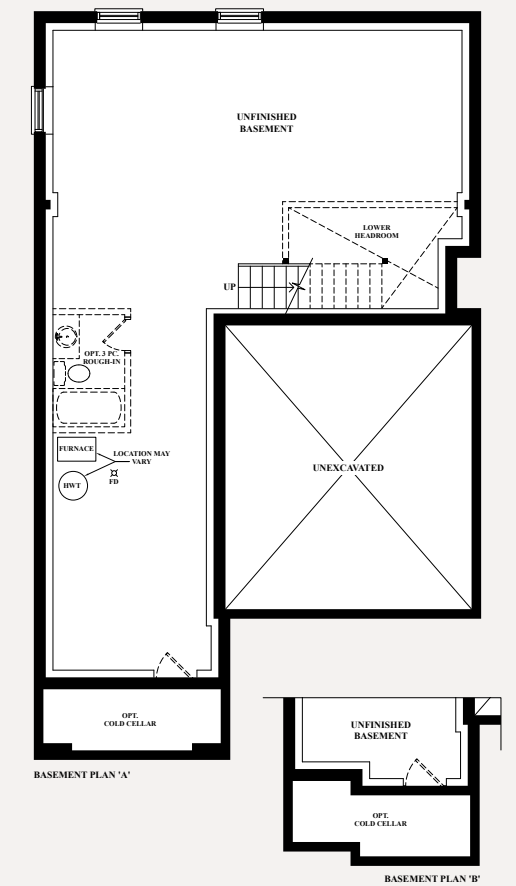 UNFINISHED
BASEMENT
LOWER
HEADROOM
UP
OPT. 3 PC.
ROUGH-IN
FURNACE
LOCATION MAY
VARY
HWT
FD
UNEXCAVATED
OPT.
COLD CELLAR
BASEMENT PLAN 'A'
UNFINISHED
BASEMENT
OPT.
COLD CELLAR
BASEMENT PLAN 'B'